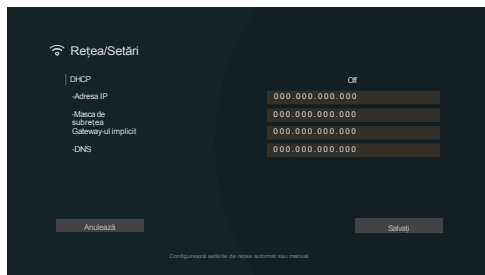 Rețea/Setări
DHCP Off
-Adresa IP 000.000.000.000
-Masca de 000.000.000.000
subrețea
Gateway-ul implicit 000.000.000.000
-DNS 000.000.000.000
Anulează Salvați
Configurează setările de rețea automat sau manual.